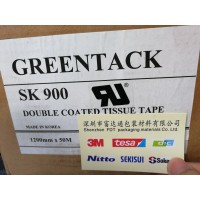 GREENTACK
SK 900
DOUBLE COATED TISSUE TAPE
MADE IN KOREA
1200mm x 50M
深圳市富达通包装材料有限公司
Shenzhen FDT packaging materials Co. Ltd.
3M tesa
Nitto SEKISUI